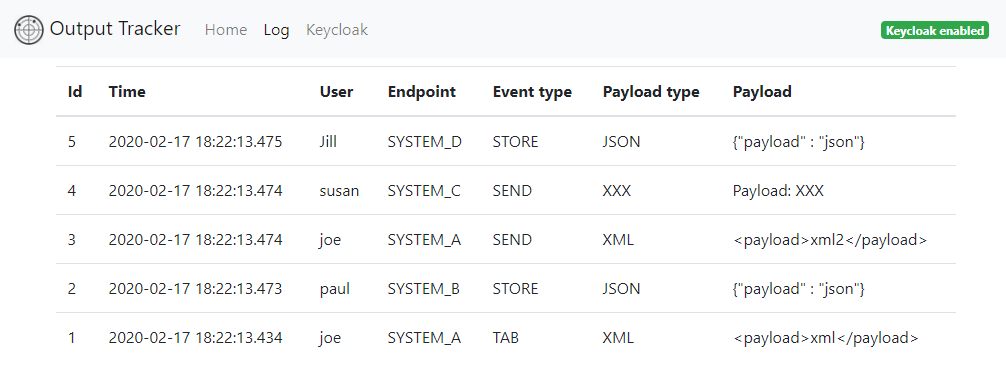 Output Tracker Home Log Keycloak Keycloak enabled
Id Time User Endpoint Event type Payload type Payload
5 2020-02-17 18:22:13.475 Jill SYSTEM_D STORE JSON {"payload" : "json"}
4 2020-02-17 18:22:13.474 susan SYSTEM_C SEND XXX Payload: XXX
3 2020-02-17 18:22:13.474 joe SYSTEM_A SEND XML <payload>xml2</payload>
2 2020-02-17 18:22:13.473 paul SYSTEM_B STORE JSON {"payload" : "json"}
1 2020-02-17 18:22:13.434 joe SYSTEM_A TAB XML <payload>xml</payload>